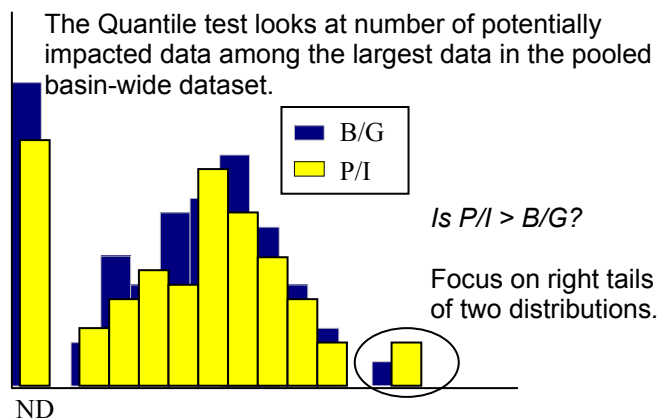 The Quantile test looks at number of potentially
impacted data among the largest data in the pooled
basin-wide dataset.
B/G
P/I
Is P/I > B/G?
Focus on right tails
of two distributions.
ND